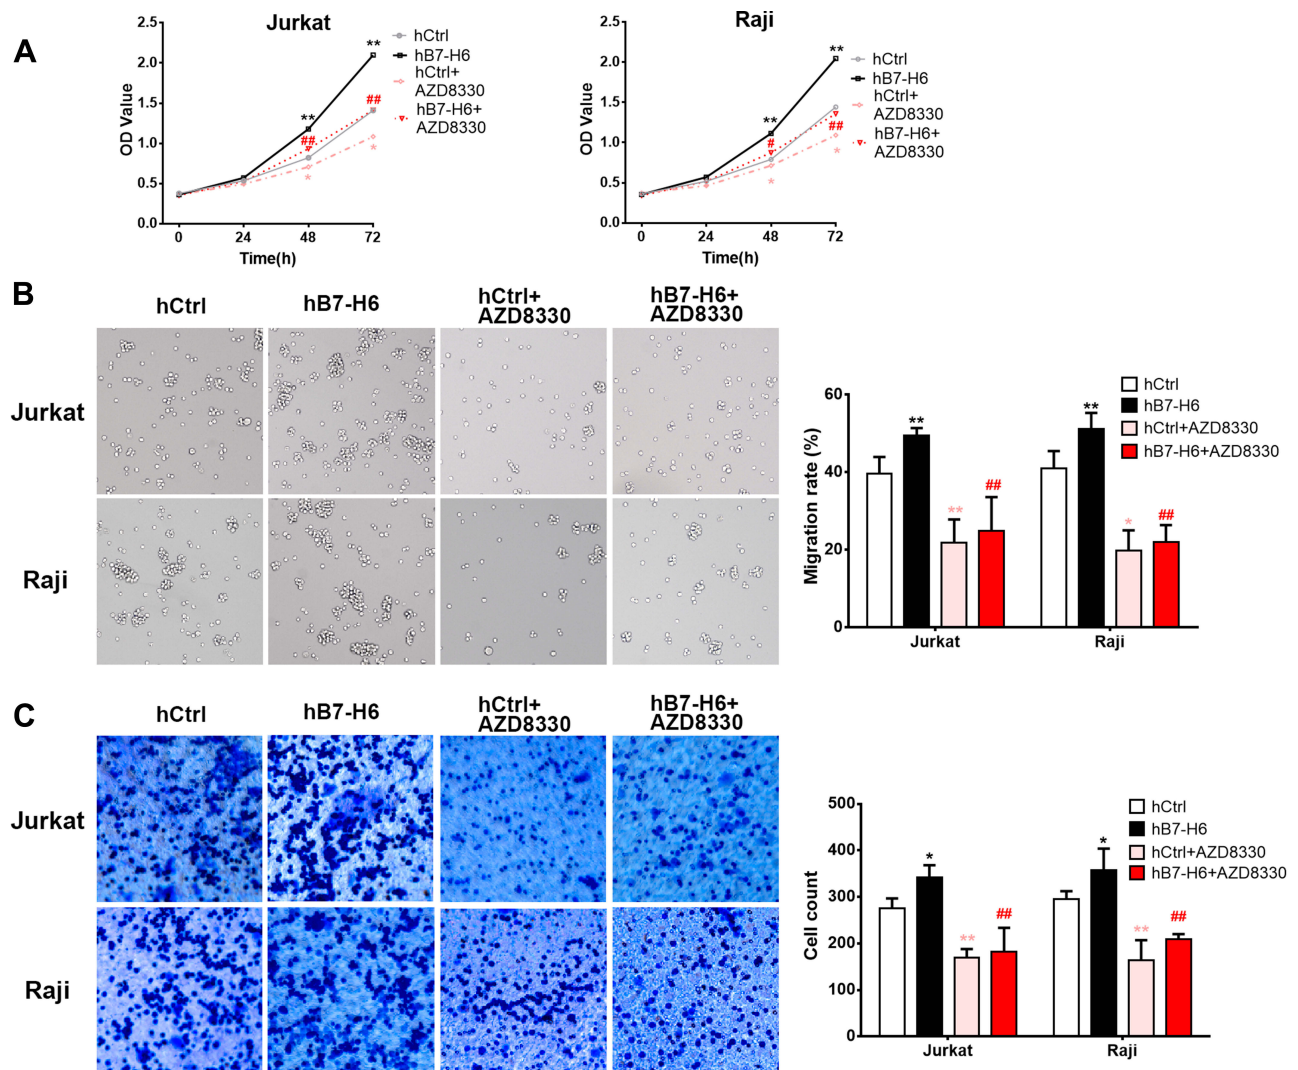 A
Jurkat
OD Value
2.5
2.0
1.5
1.0
0.5
0.0
0
24
48
72
Time(h)
**
**
##
##
*
*
hCtrl
hB7-H6
hCtrl+
AZD8330
hB7-H6+
AZD8330
Raji
OD Value
2.5
2.0
1.5
1.0
0.5
0.0
0
24
48
72
Time(h)
**
**
#
##
*
*
hCtrl
hB7-H6
hCtrl+
AZD8330
hB7-H6+
AZD8330
B
hCtrl
hB7-H6
hCtrl+
AZD8330
hB7-H6+
AZD8330
Jurkat
Raji
Migration rate (%)
60
40
20
0
**
**
##
**
*
##
Jurkat
Raji
hCtrl
hB7-H6
hCtrl+AZD8330
hB7-H6+AZD8330
C
hCtrl
hB7-H6
hCtrl+
AZD8330
hB7-H6+
AZD8330
Jurkat
Raji
Cell count
500
400
300
200
100
0
*
**
##
*
**
##
Jurkat
Raji
hCtrl
hB7-H6
hCtrl+AZD8330
hB7-H6+AZD8330